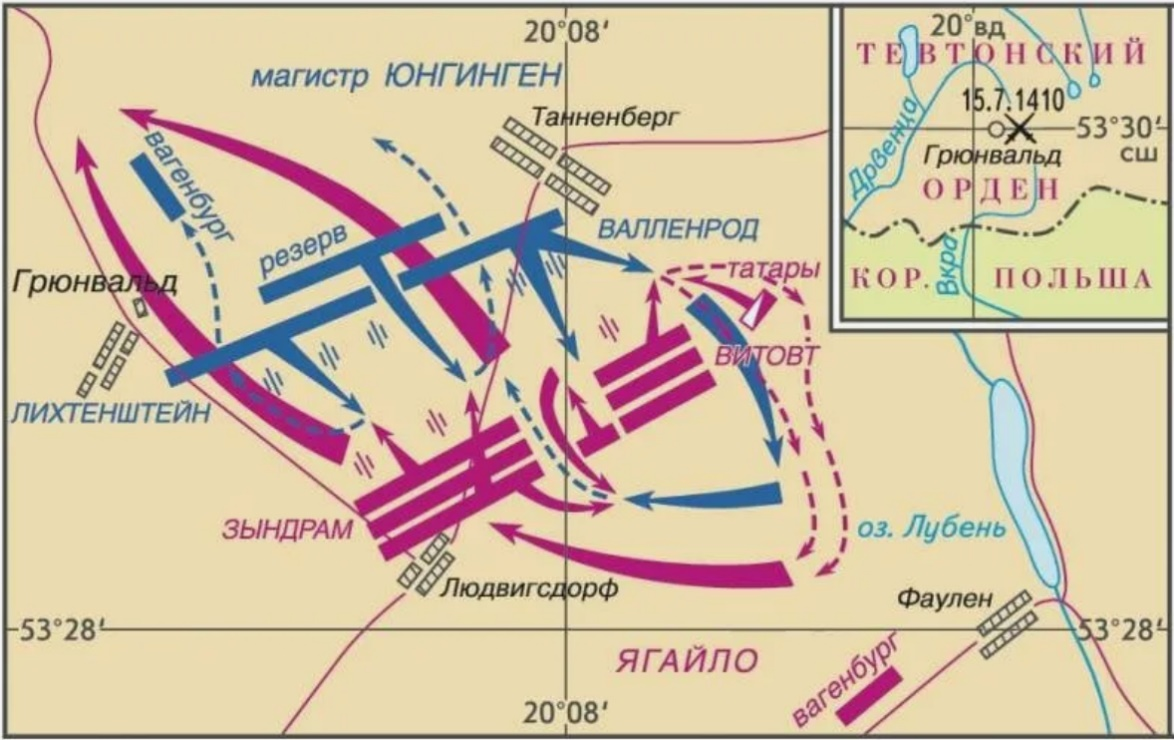 20°08′
магистр ЮНГИНГЕН
Танненберг
вагенбург
резерв
ВАЛЛЕНРОД
татары
Грюнвальд
ВИТОВТ
ЛИХТЕНШТЕЙН
ЗЫНДРАМ
оз. Лубень
Людвигсдорф
Фаулен
53°28′
53°28′
ЯГАЙЛО
вагенбург
20°08′
20° вд
ТЕВТОНСКИЙ
15.7.1410
53°30′
сш
Дрвенца
Грюнвальд
ОРДЕН
КОР. ПОЛЬША
Вкра